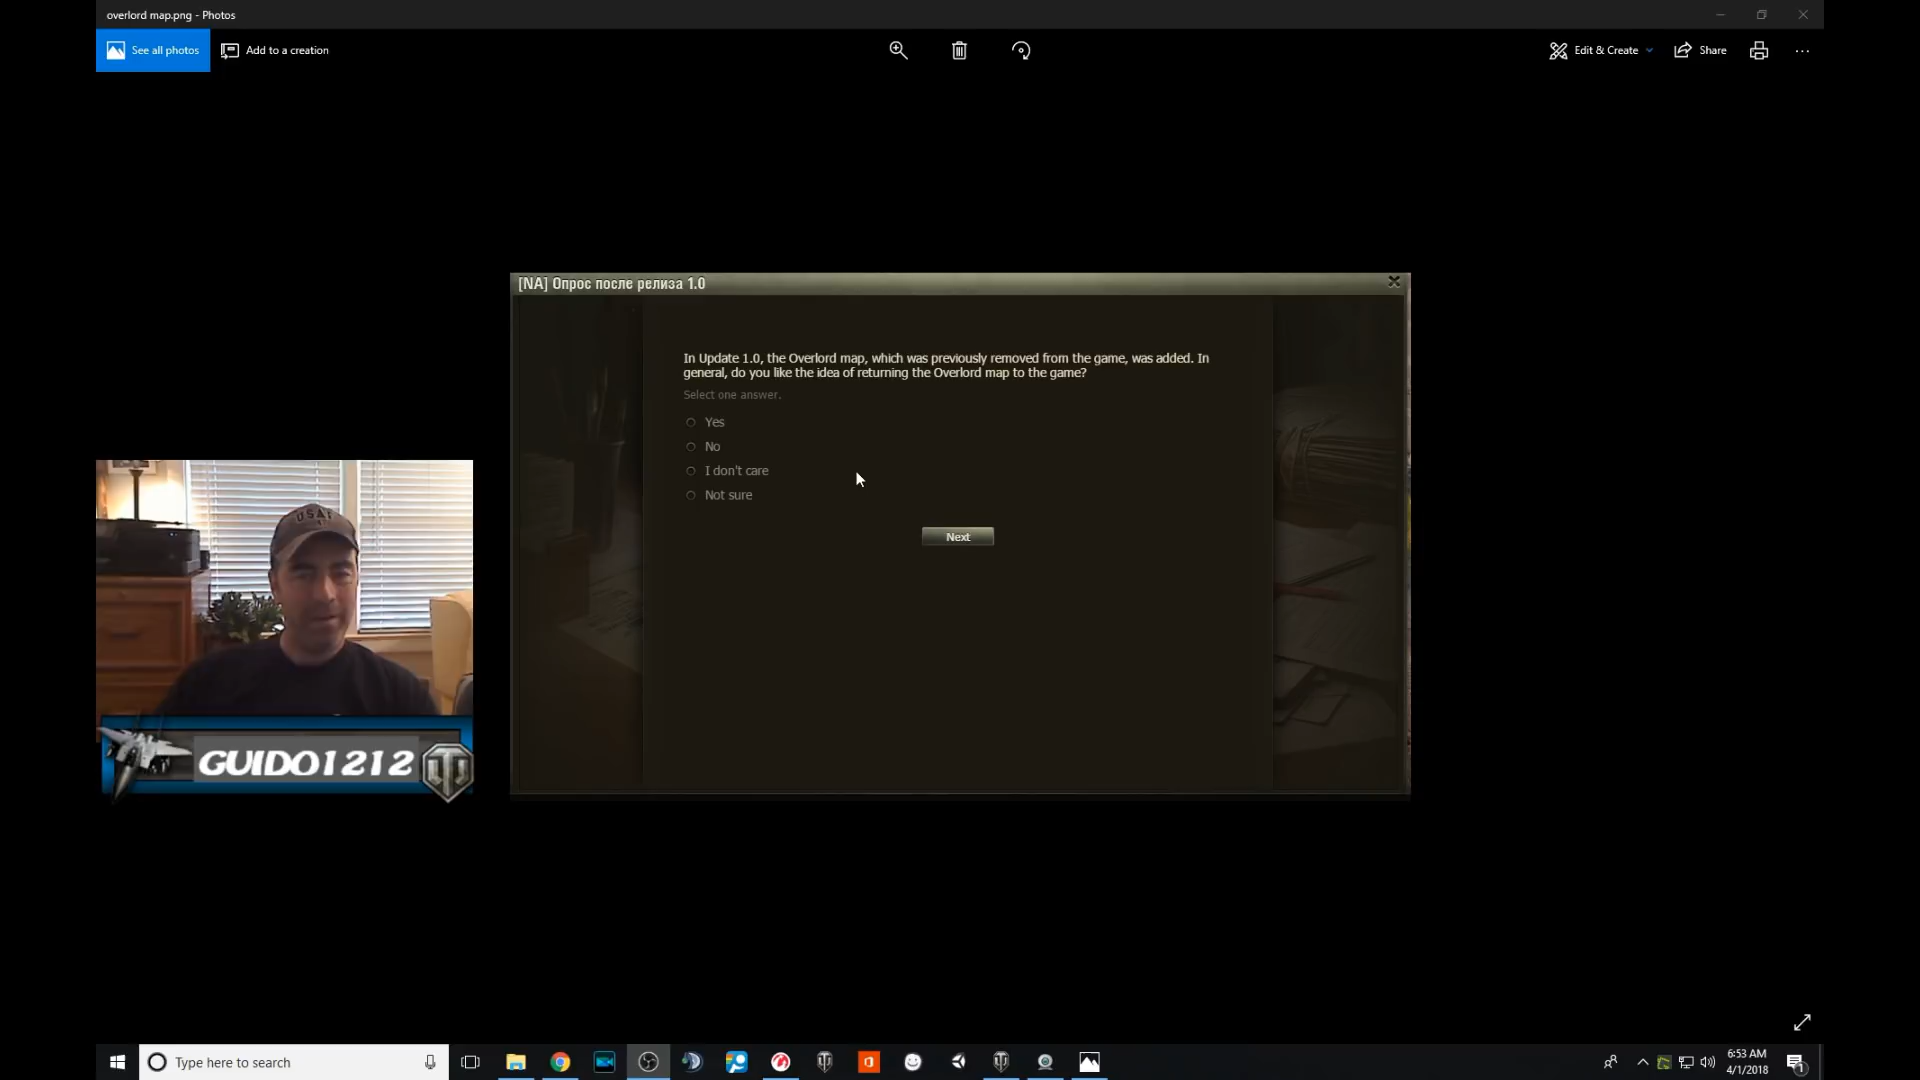 overlord map.png - Photos
See all photos
Add to a creation
Edit & Create
Share
[NA] Опрос после релиза 1.0
In Update 1.0, the Overlord map, which was previously removed from the game, was added. In
general, do you like the idea of returning the Overlord map to the game?
Select one answer.
Yes
No
I don't care
Not sure
Next
USAF
GUIDO1212
Type here to search
6:53 AM
4/1/2018
1